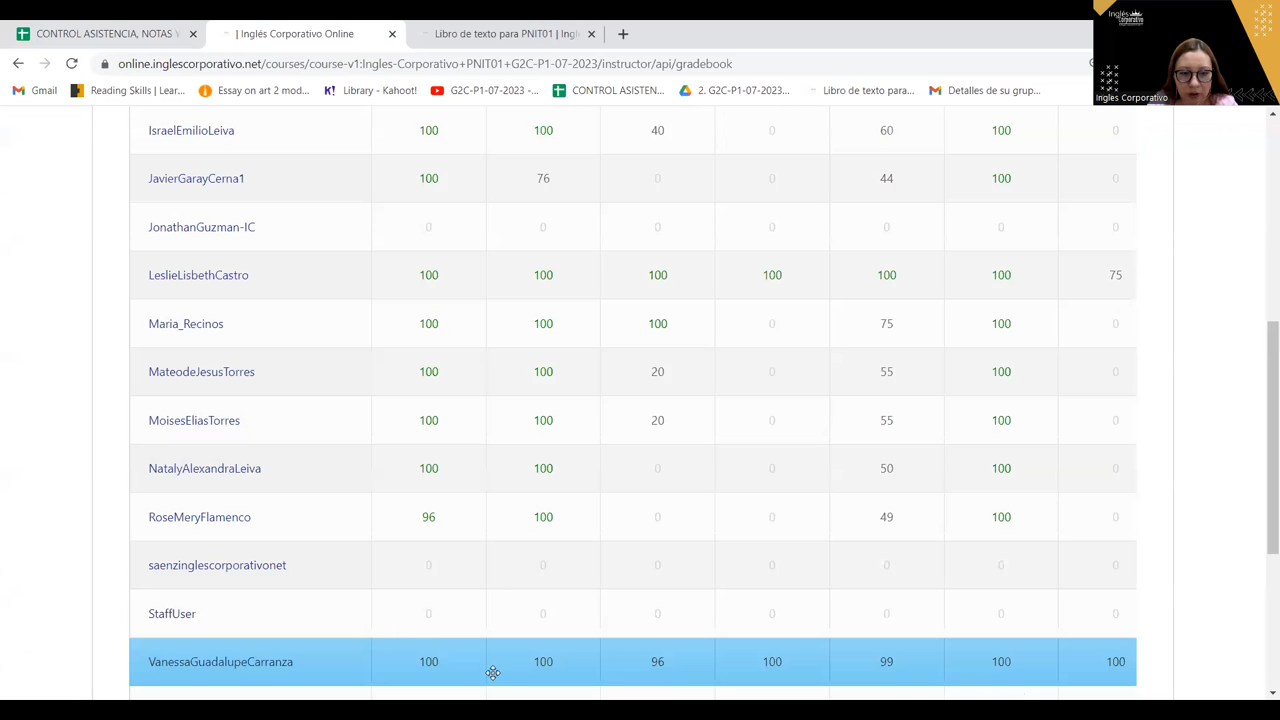 CONTROL ASISTENCIA, NOTAS Y
| Inglés Corporativo Online
Libro de texto para PNIT01 | Ingl
online.inglescorporativo.net/courses/course-v1:Ingles-Corporativo+PNIT01+G2C-P1-07-2023/instructor/api/gradebook
Gmail
Reading Skills | Lear...
Essay on art 2 mod...
Library - Kahoot!
G2C-P1-07-2023 -...
CONTROL ASISTEN...
2. G2C-P1-07-2023...
Libro de texto para...
Detalles de su grup...
Inglés
Corporativo
Ingles Corporativo
IsraelEmilioLeiva 100 100 40 0 60 100 0
JavierGarayCerna1 100 76 0 0 44 100 0
JonathanGuzman-IC 0 0 0 0 0 0 0
LeslieLisbethCastro 100 100 100 100 100 100 75
Maria_Recinos 100 100 100 0 75 100 0
MateodeJesusTorres 100 100 20 0 55 100 0
MoisesEliasTorres 100 100 20 0 55 100 0
NatalyAlexandraLeiva 100 100 0 0 50 100 0
RoseMeryFlamenco 96 100 0 0 49 100 0
saenzinglescorporativonet 0 0 0 0 0 0 0
StaffUser 0 0 0 0 0 0 0
VanessaGuadalupeCarranza 100 100 96 100 99 100 100